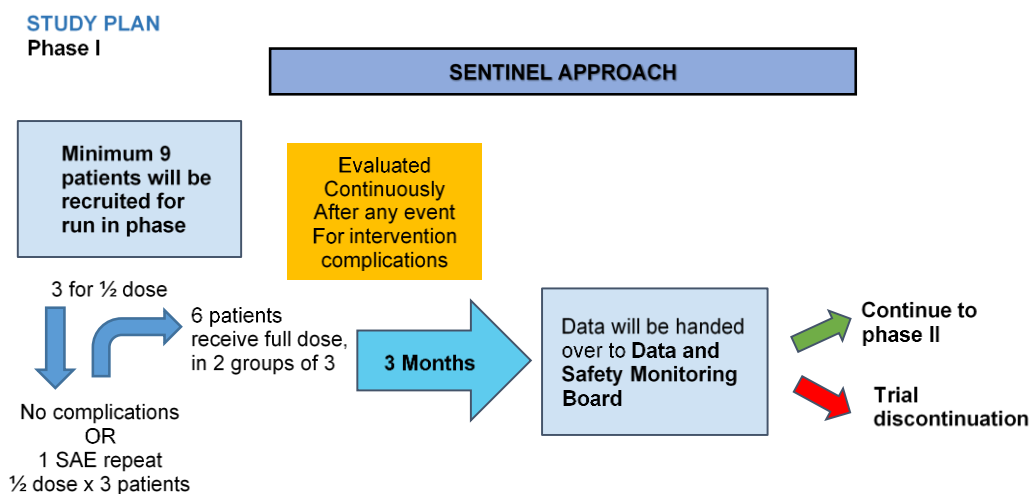 STUDY PLAN
Phase I
SENTINEL APPROACH
Minimum 9
patients will be
recruited for
run in phase
Evaluated
Continuously
After any event
For intervention
complications
3 for ½ dose
6 patients
receive full dose,
in 2 groups of 3
3 Months
Data will be handed
over to Data and
Safety Monitoring
Board
Continue to
phase II
Trial
discontinuation
No complications
OR
1 SAE repeat
½ dose x 3 patients